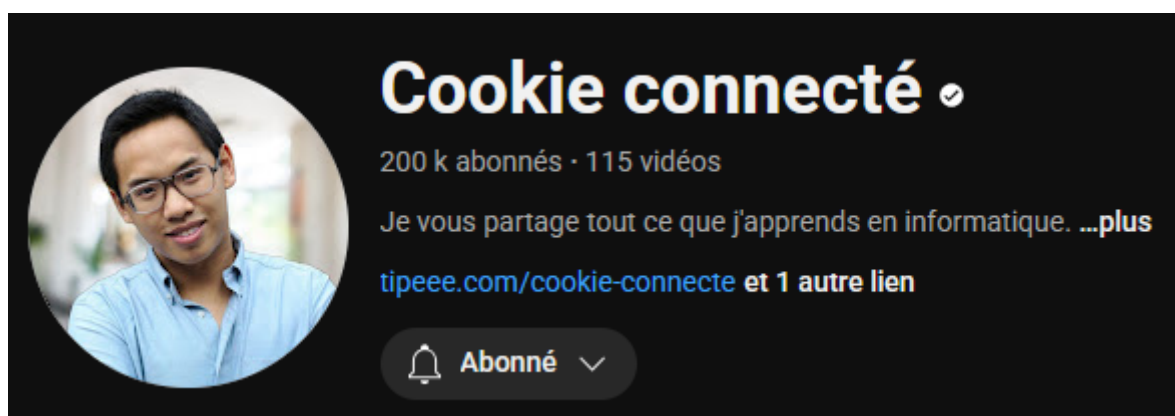 Cookie connecté
200 k abonnés · 115 vidéos
Je vous partage tout ce que j'apprends en informatique. ...plus
tipeee.com/cookie-connecte et 1 autre lien
Abonné